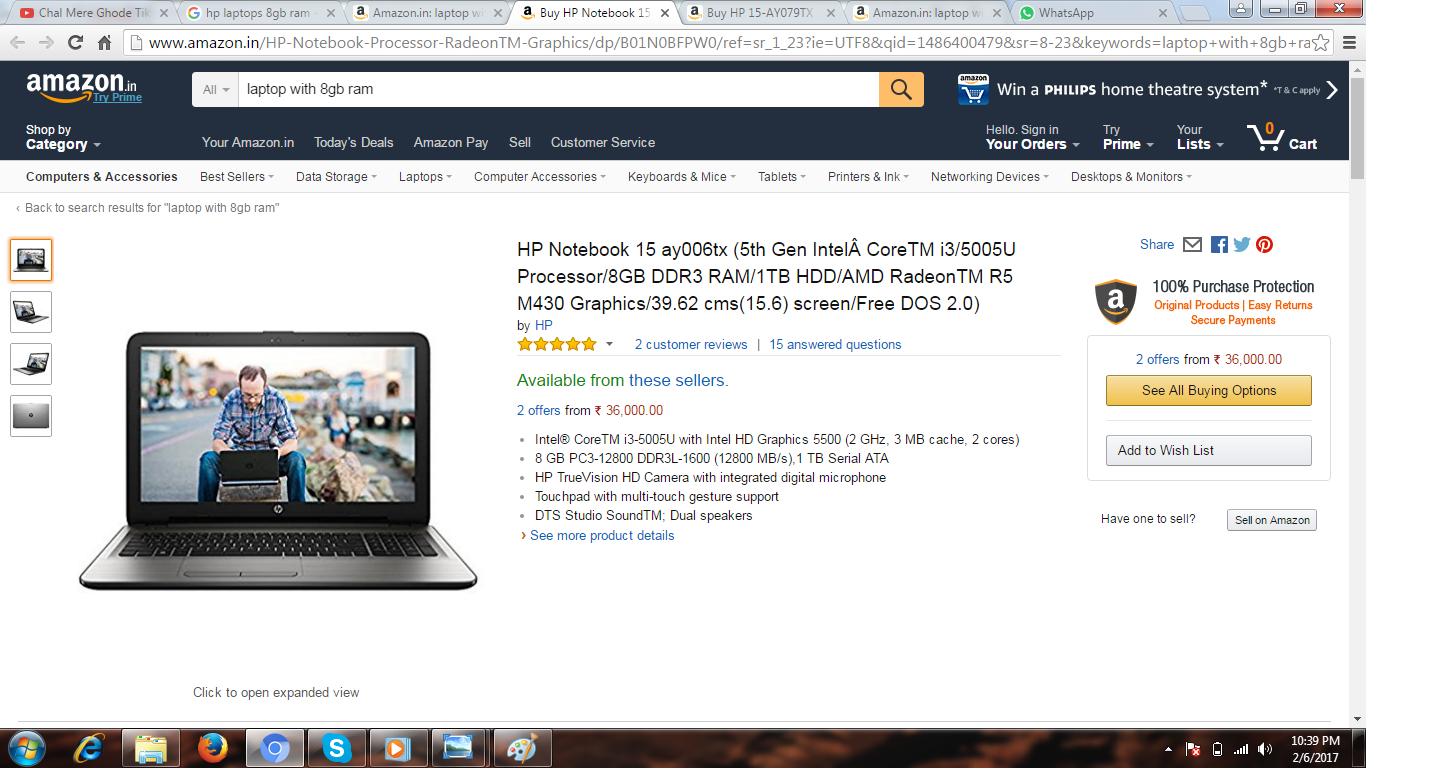 Chal Mere Ghode Tik
hp laptops 8gb ram -
Amazon.in: laptop wi
Buy HP Notebook 15
Buy HP 15-AY079TX
Amazon.in: laptop wi
WhatsApp
www.amazon.in/HP-Notebook-Processor-RadeonTM-Graphics/dp/B01N0BFPW0/ref=sr_1_23?ie=UTF8&qid=1486400479&sr=8-23&keywords=laptop+with+8gb+ra
amazon.in
Try Prime
All
laptop with 8gb ram
amazon
Win a PHILIPS home theatre system* *T & C apply
Shop by
Category
Your Amazon.in Today's Deals Amazon Pay Sell Customer Service
Hello. Sign in
Your Orders
Try
Prime
Your
Lists
0
Cart
Computers & Accessories Best Sellers Data Storage Laptops Computer Accessories Keyboards & Mice Tablets Printers & Ink Networking Devices Desktops & Monitors
‹ Back to search results for "laptop with 8gb ram"
HP Notebook 15 ay006tx (5th Gen IntelÂ CoreTM i3/5005U
Processor/8GB DDR3 RAM/1TB HDD/AMD RadeonTM R5
M430 Graphics/39.62 cms(15.6) screen/Free DOS 2.0)
by HP
2 customer reviews | 15 answered questions
Available from these sellers.
2 offers from ₹ 36,000.00
• Intel® CoreTM i3-5005U with Intel HD Graphics 5500 (2 GHz, 3 MB cache, 2 cores)
• 8 GB PC3-12800 DDR3L-1600 (12800 MB/s),1 TB Serial ATA
• HP TrueVision HD Camera with integrated digital microphone
• Touchpad with multi-touch gesture support
• DTS Studio SoundTM; Dual speakers
› See more product details
hp
Click to open expanded view
Share
100% Purchase Protection
Original Products | Easy Returns
Secure Payments
2 offers from ₹ 36,000.00
See All Buying Options
Add to Wish List
Have one to sell?
Sell on Amazon
10:39 PM
2/6/2017